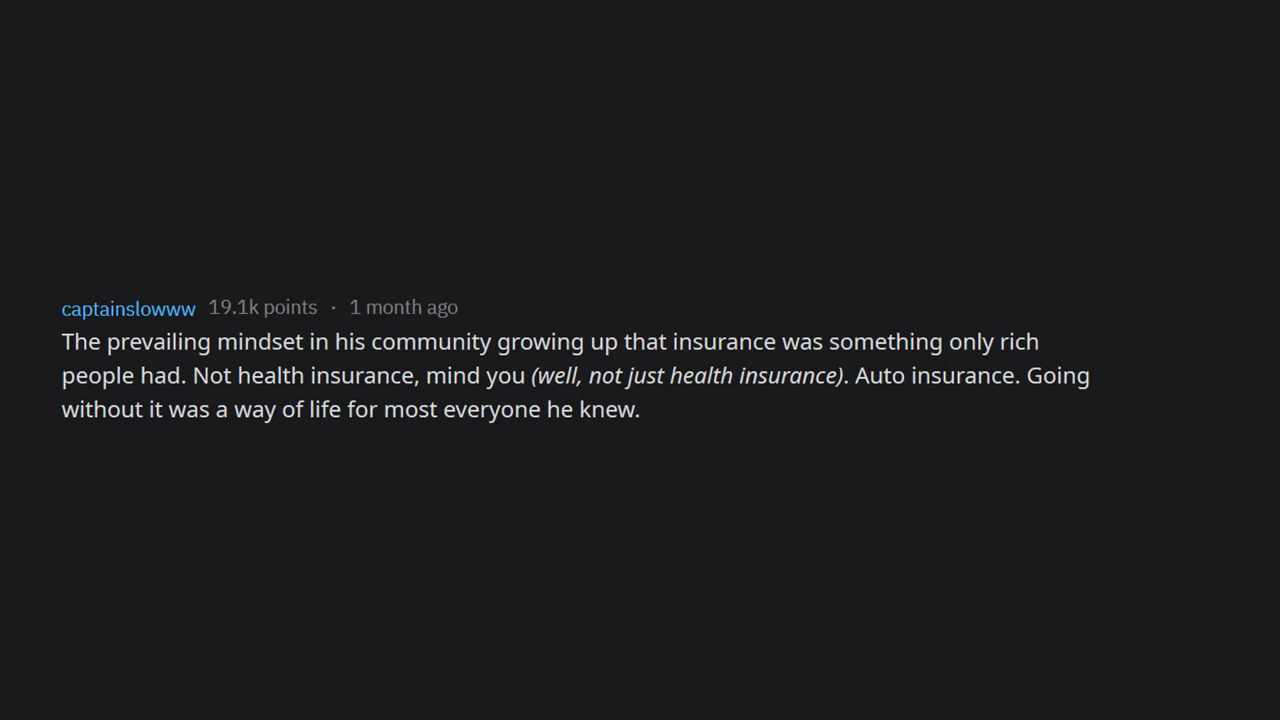 captainslowww 19.1k points · 1 month ago
The prevailing mindset in his community growing up that insurance was something only rich
people had. Not health insurance, mind you (well, not just health insurance). Auto insurance. Going
without it was a way of life for most everyone he knew.